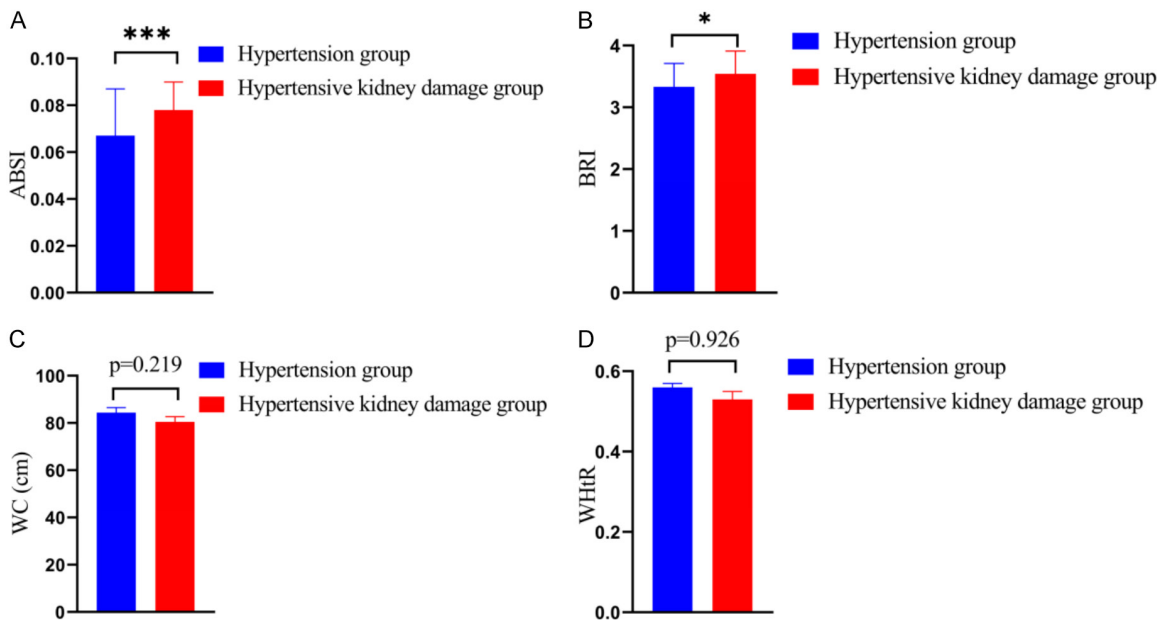 A
***
Hypertension group
Hypertensive kidney damage group
0.10
0.08
0.06
0.04
0.02
0.00
ABSI
B
*
Hypertension group
Hypertensive kidney damage group
4
3
2
1
0
BRI
C
p=0.219
Hypertension group
Hypertensive kidney damage group
100
80
60
40
20
0
WC (cm)
D
p=0.926
Hypertension group
Hypertensive kidney damage group
0.6
0.4
0.2
0.0
WHtR